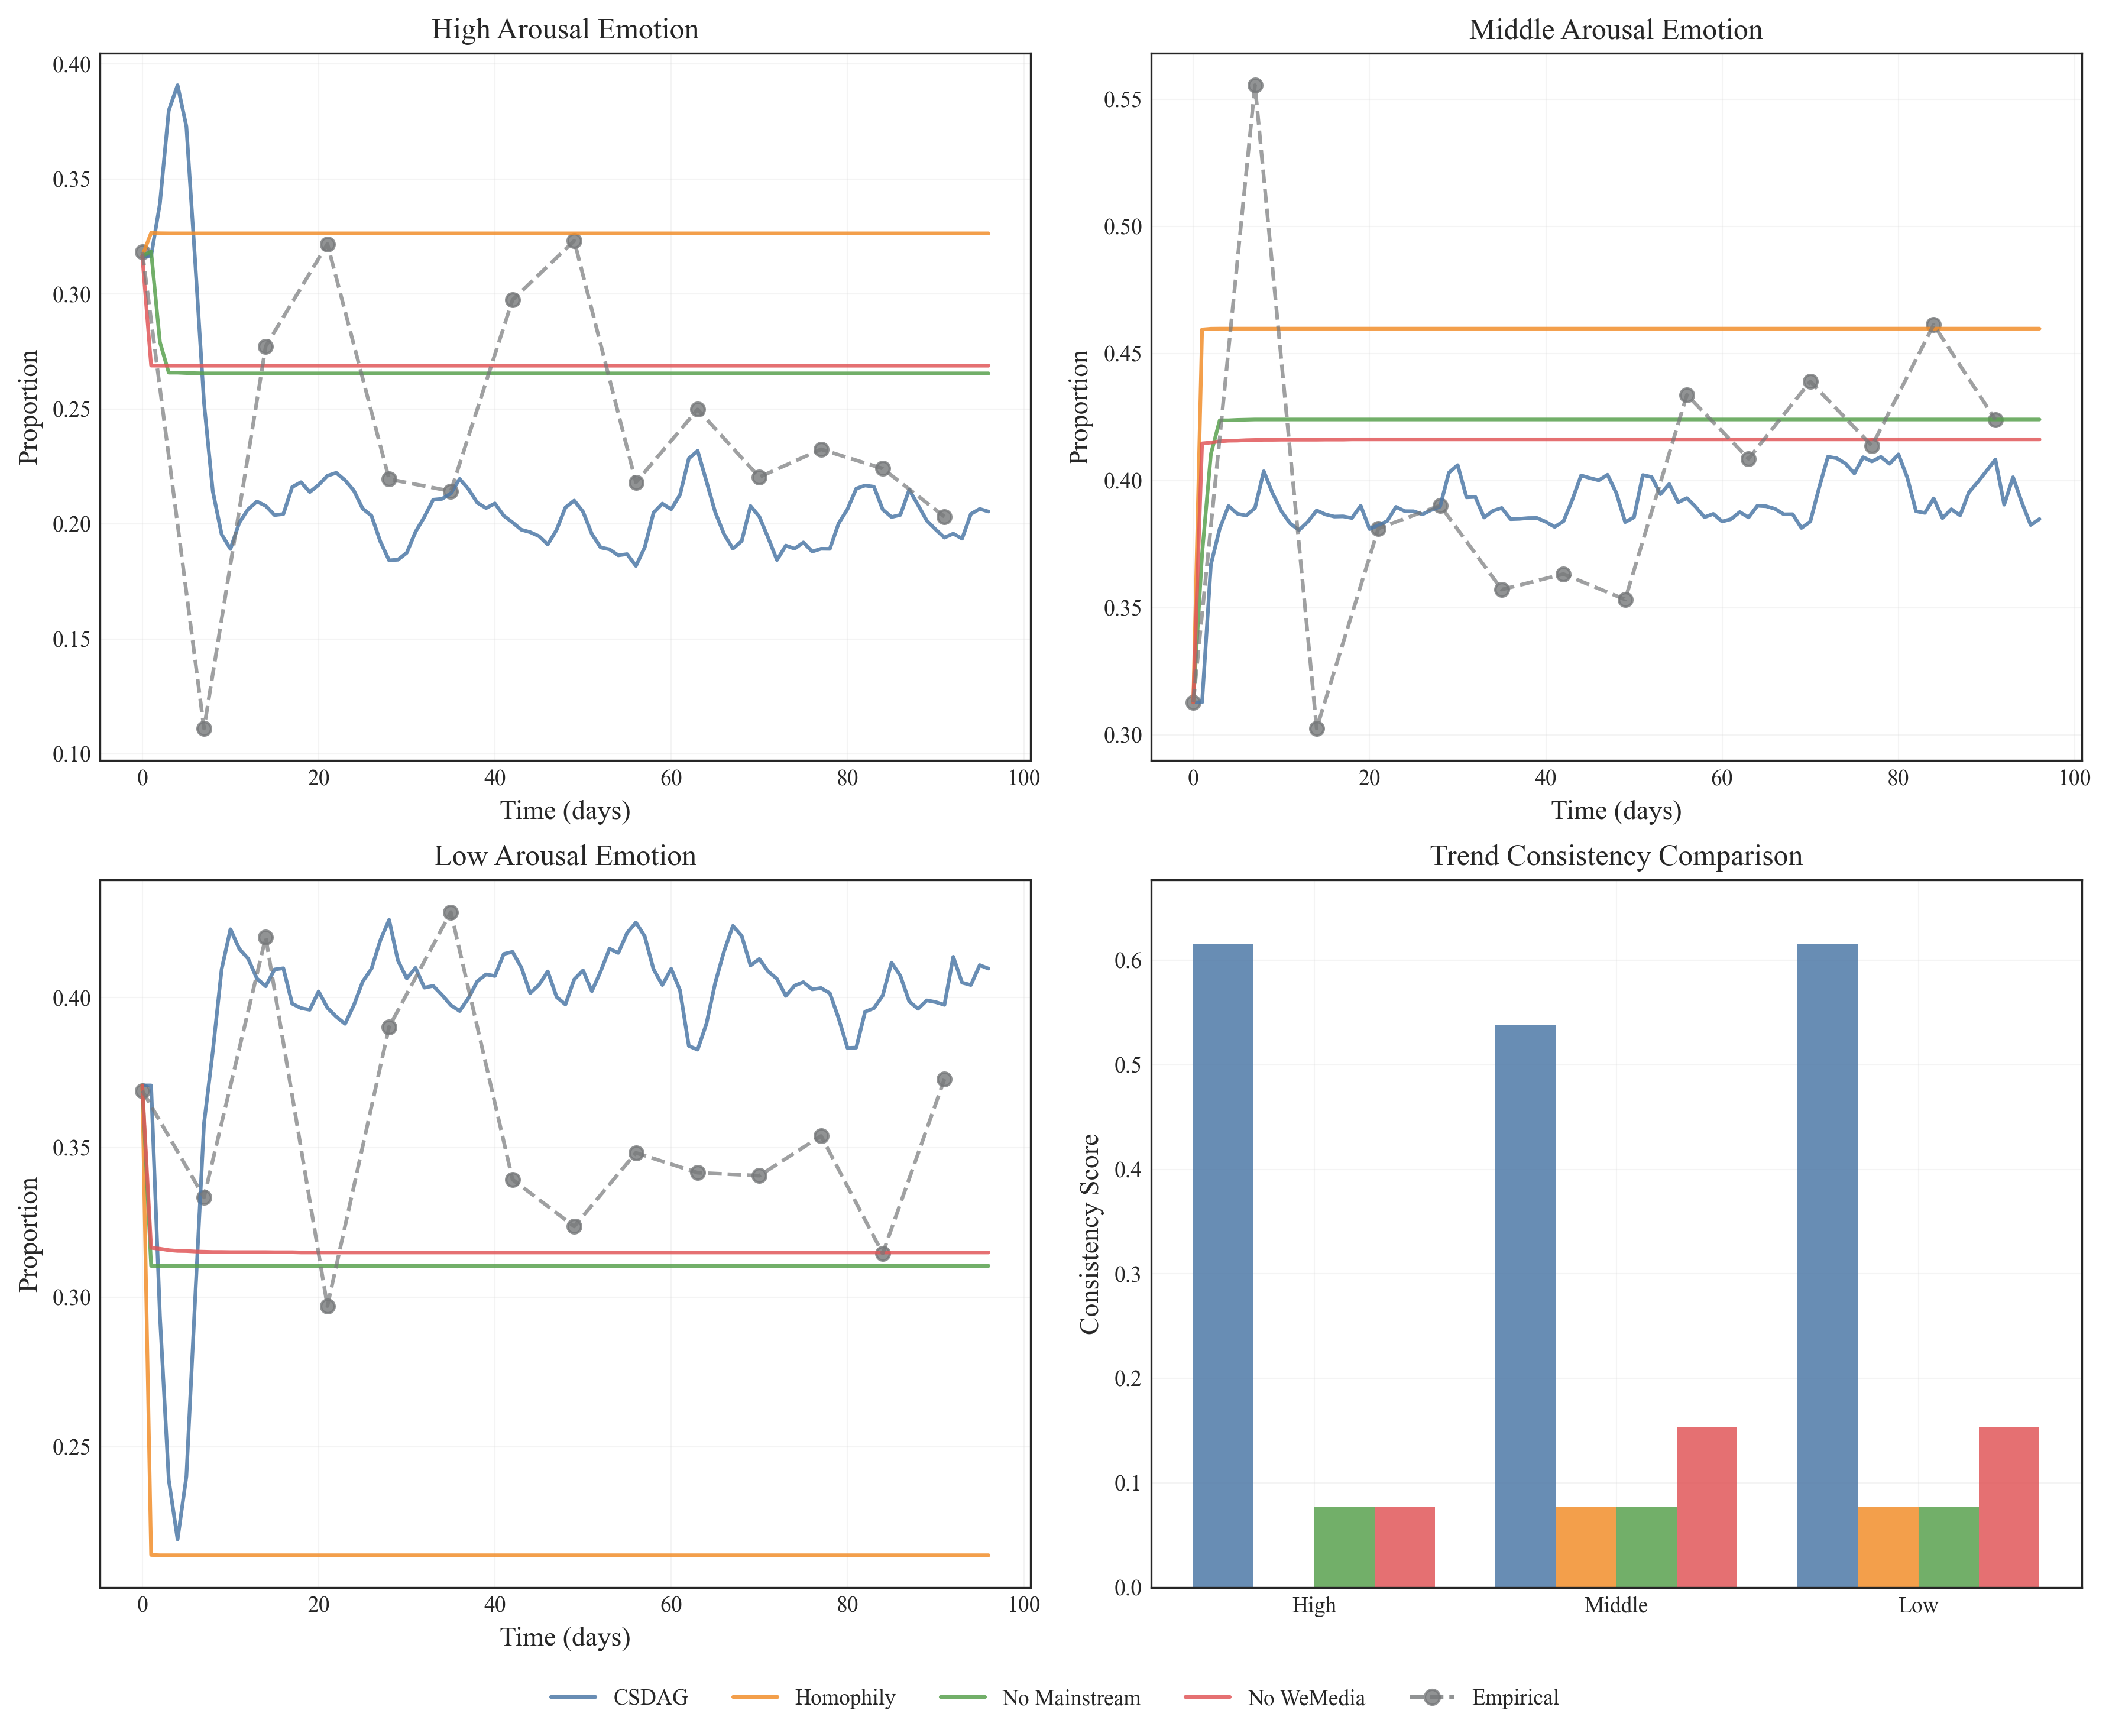 High Arousal Emotion
0.40
0.35
0.30
0.25
0.20
0.15
0.10
Proportion
0 20 40 60 80 100
Time (days)
Middle Arousal Emotion
0.55
0.50
0.45
0.40
0.35
0.30
Proportion
0 20 40 60 80 100
Time (days)
Low Arousal Emotion
0.40
0.35
0.30
0.25
Proportion
0 20 40 60 80 100
Time (days)
Trend Consistency Comparison
0.6
0.5
0.4
0.3
0.2
0.1
0.0
Consistency Score
High Middle Low
CSDAG Homophily No Mainstream No WeMedia Empirical